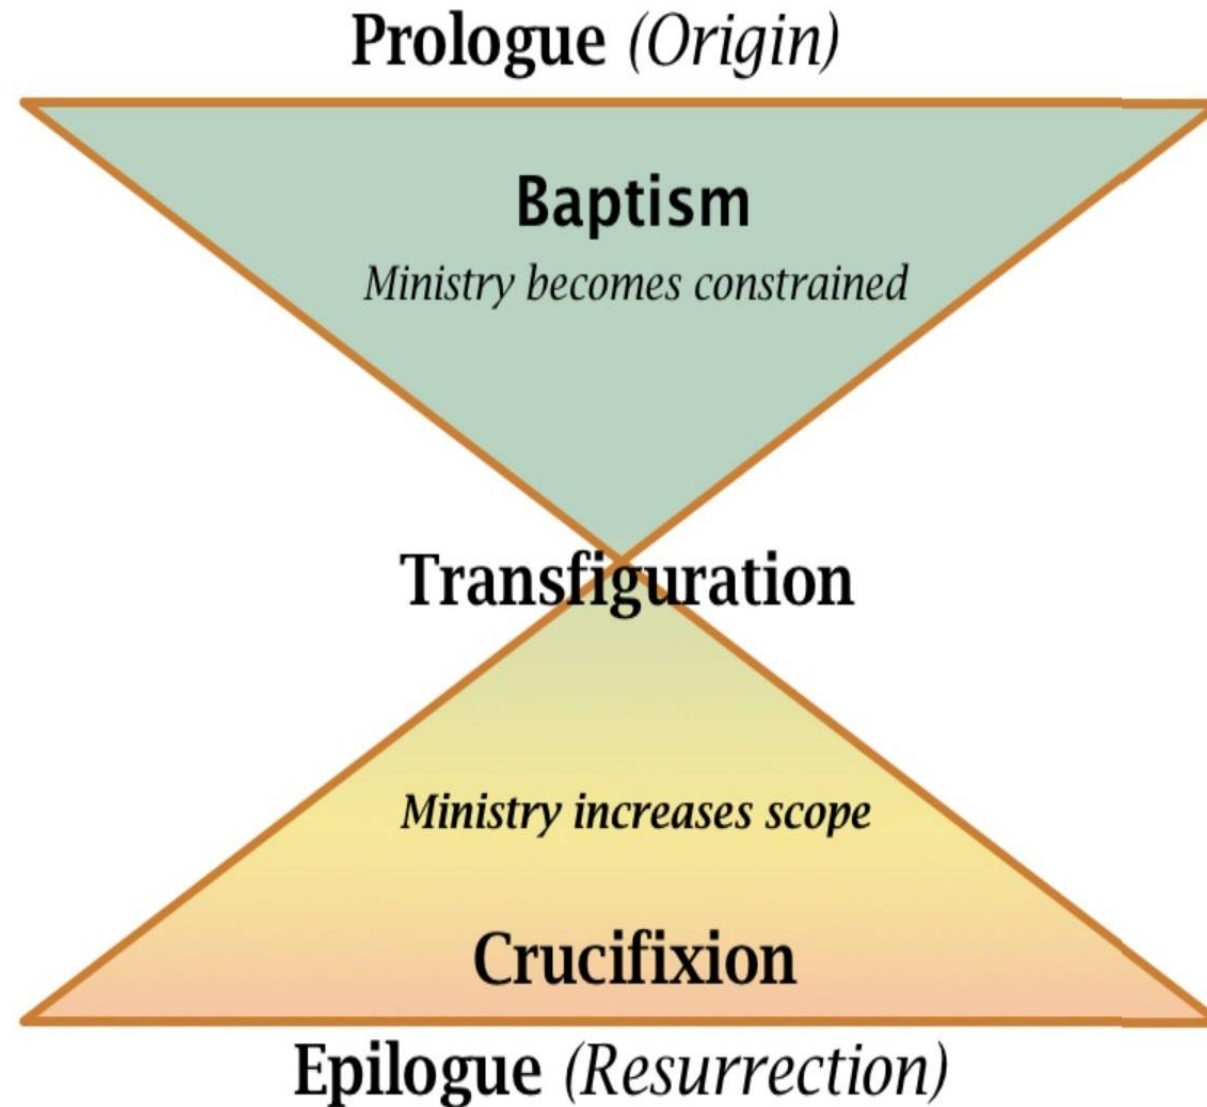 Prologue (Origin)
Baptism
Ministry becomes constrained
Transfiguration
Ministry increases scope
Crucifixion
Epilogue (Resurrection)